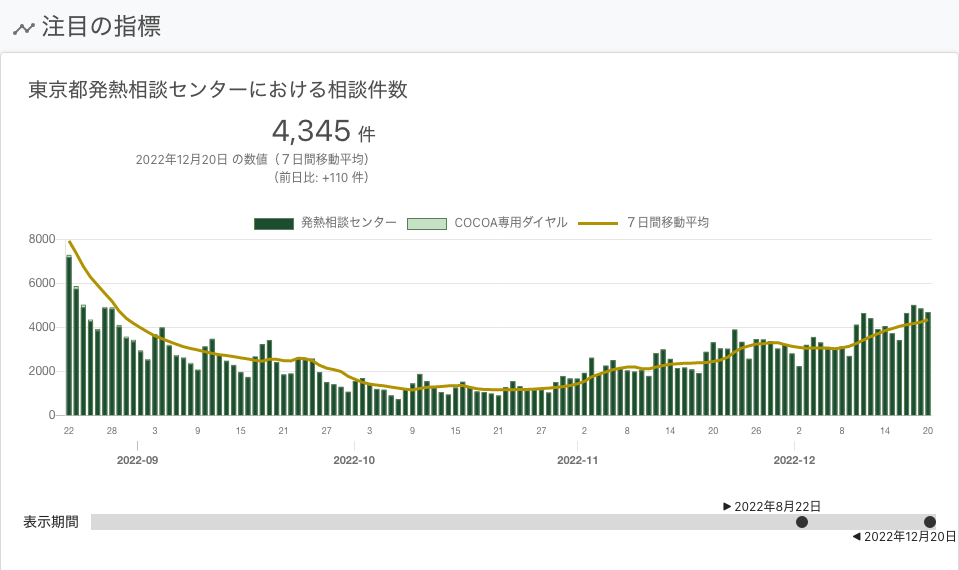 注目の指標
東京都発熱相談センターにおける相談件数
4,345 件
2022年12月20日 の数値（７日間移動平均）
（前日比: +110 件）
発熱相談センター COCOA専用ダイヤル ７日間移動平均
8000
6000
4000
2000
0
22 28 3 9 15 21 27 3 9 15 21 27 2 8 14 20 26 2 8 14 20
2022-09 2022-10 2022-11 2022-12
2022年8月22日
表示期間
2022年12月20日